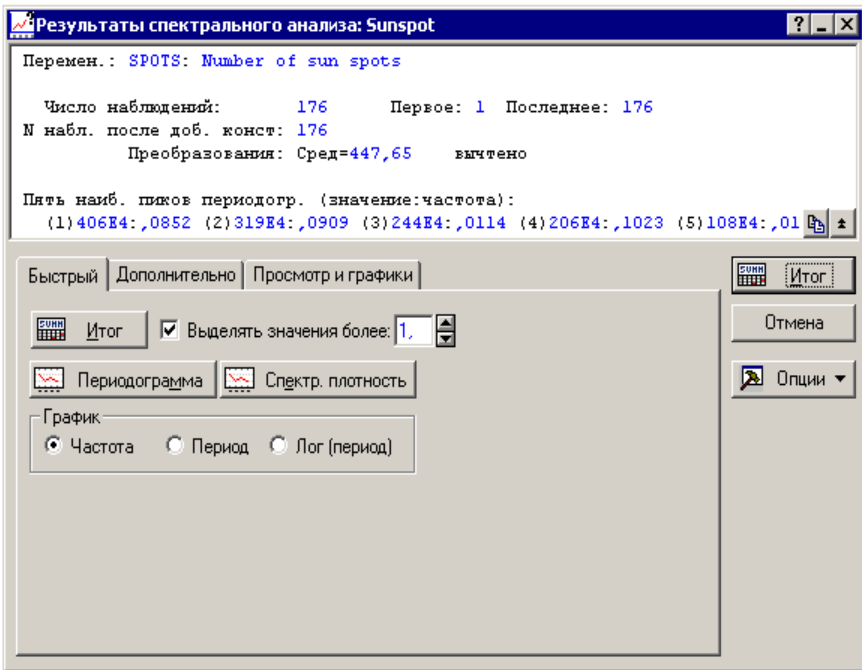 Результаты спектрального анализа: Sunspot
Перемен.: SPOTS: Number of sun spots
Число наблюдений: 176 Первое: 1 Последнее: 176
N набл. после доб. конст: 176
Преобразования: Сред=447,65 вычтено
Пять наиб. пиков периодогр. (значение:частота):
(1)406E4:,0852 (2)319E4:,0909 (3)244E4:,0114 (4)206E4:,1023 (5)108E4:,01
Быстрый Дополнительно Просмотр и графики
SUMM Итог
Отмена
Опции
SUMM Итог Выделять значения более: 1,
Периодограмма Спектр. плотность
График
Частота Период Лог (период)